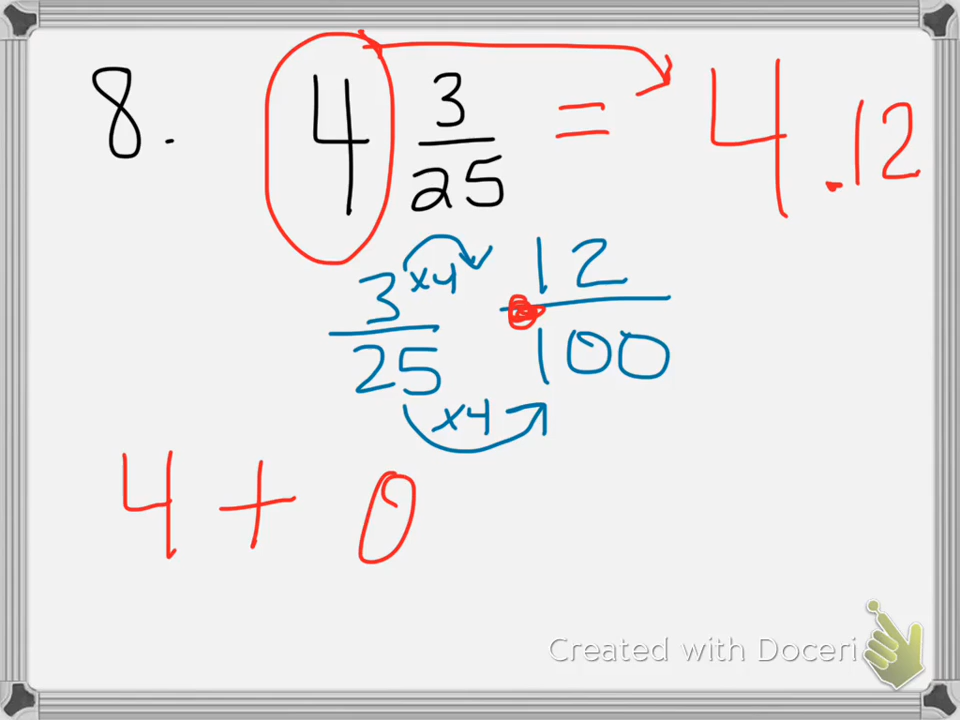 8. 4 3/25 = 4.12
3/25 x4 12/100
x4
4 + 0
Created with Doceri